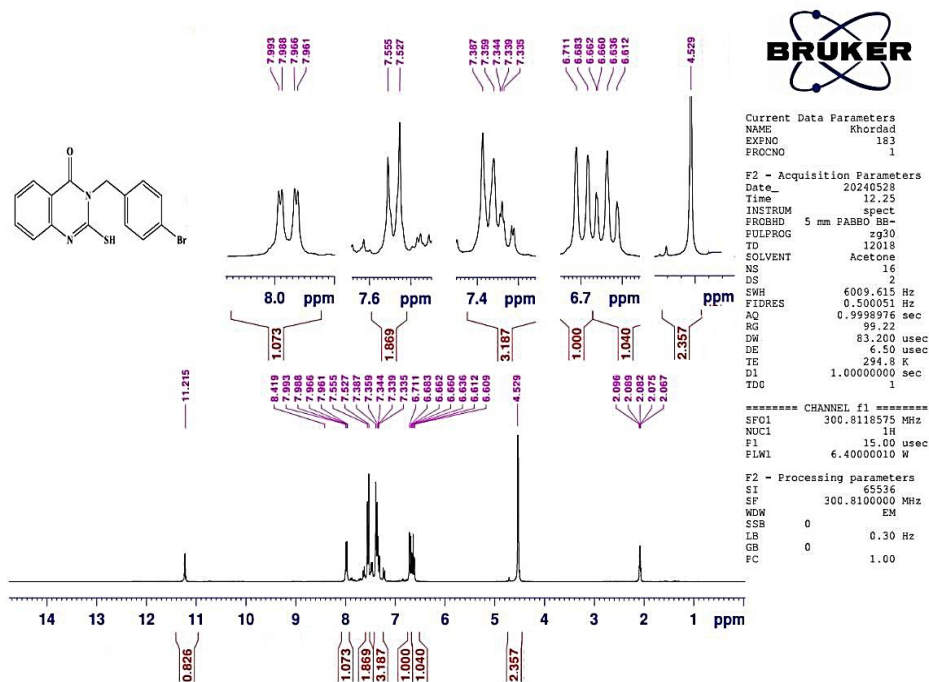 7.993
7.988
7.966
7.961
7.555
7.527
7.387
7.359
7.344
7.339
7.335
6.711
6.683
6.662
6.660
6.636
6.612
4.529
BRUKER
O
N
N
SH
Br
8.0 ppm
7.6 ppm
7.4 ppm
6.7 ppm
ppm
1.073
1.869
3.187
1.000
1.040
2.357
11.215
8.419
7.993
7.988
7.966
7.961
7.555
7.527
7.387
7.359
7.344
7.339
7.335
6.711
6.683
6.662
6.660
6.636
6.612
6.609
4.529
2.096
2.089
2.082
2.075
2.067
14 13 12 11 10 9 8 7 6 5 4 3 2 1 ppm
0.826
1.073
1.869
3.187
1.000
1.040
2.357
Current Data Parameters
NAME Khordad
EXPNO 183
PROCNO 1
F2 - Acquisition Parameters
Date_ 20240528
Time 12.25
INSTRUM spect
PROBHD 5 mm PABBO BB-
PULPROG zg30
TD 12018
SOLVENT Acetone
NS 16
DS 2
SWH 6009.615 Hz
FIDRES 0.500051 Hz
AQ 0.9998976 sec
RG 99.22
DW 83.200 usec
DE 6.50 usec
TE 294.8 K
D1 1.00000000 sec
TD0 1
======== CHANNEL f1 ========
SFO1 300.8118575 MHz
NUC1 1H
P1 15.00 usec
PLW1 6.40000010 W
F2 - Processing parameters
SI 65536
SF 300.8100000 MHz
WDW EM
SSB 0
LB 0.30 Hz
GB 0
PC 1.00